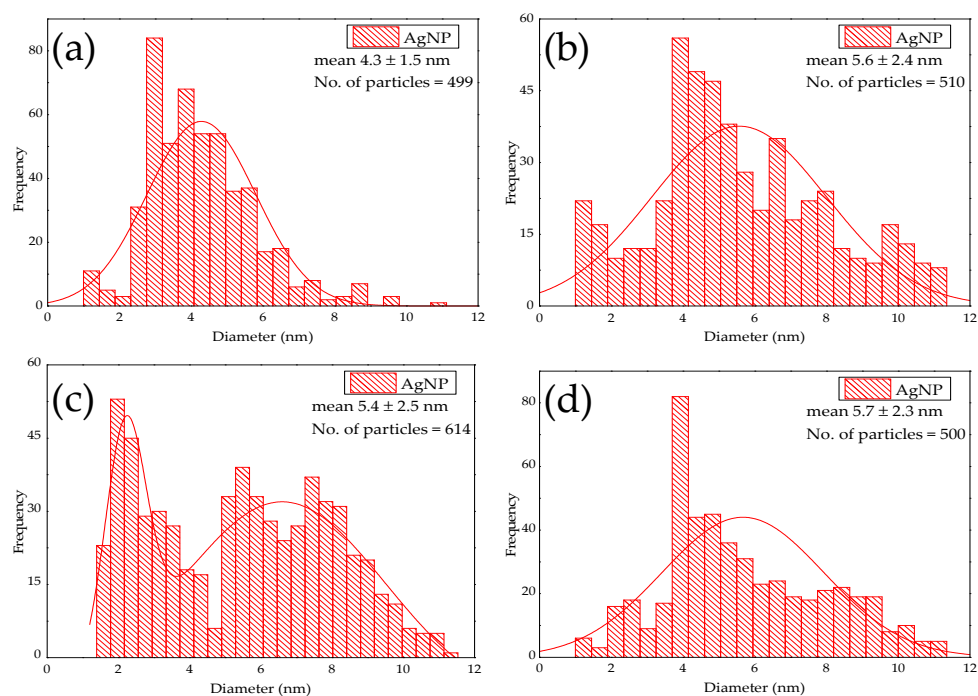 (a)
AgNP
mean 4.3 ± 1.5 nm
No. of particles = 499
80
60
40
20
0
Frequency
0 2 4 6 8 10 12
Diameter (nm)
(b)
AgNP
mean 5.6 ± 2.4 nm
No. of particles = 510
60
45
30
15
0
Frequency
0 2 4 6 8 10 12
Diameter (nm)
(c)
AgNP
mean 5.4 ± 2.5 nm
No. of particles = 614
60
45
30
15
0
Frequency
0 2 4 6 8 10 12
Diameter (nm)
(d)
AgNP
mean 5.7 ± 2.3 nm
No. of particles = 500
80
60
40
20
0
Frequency
0 2 4 6 8 10 12
Diameter (nm)